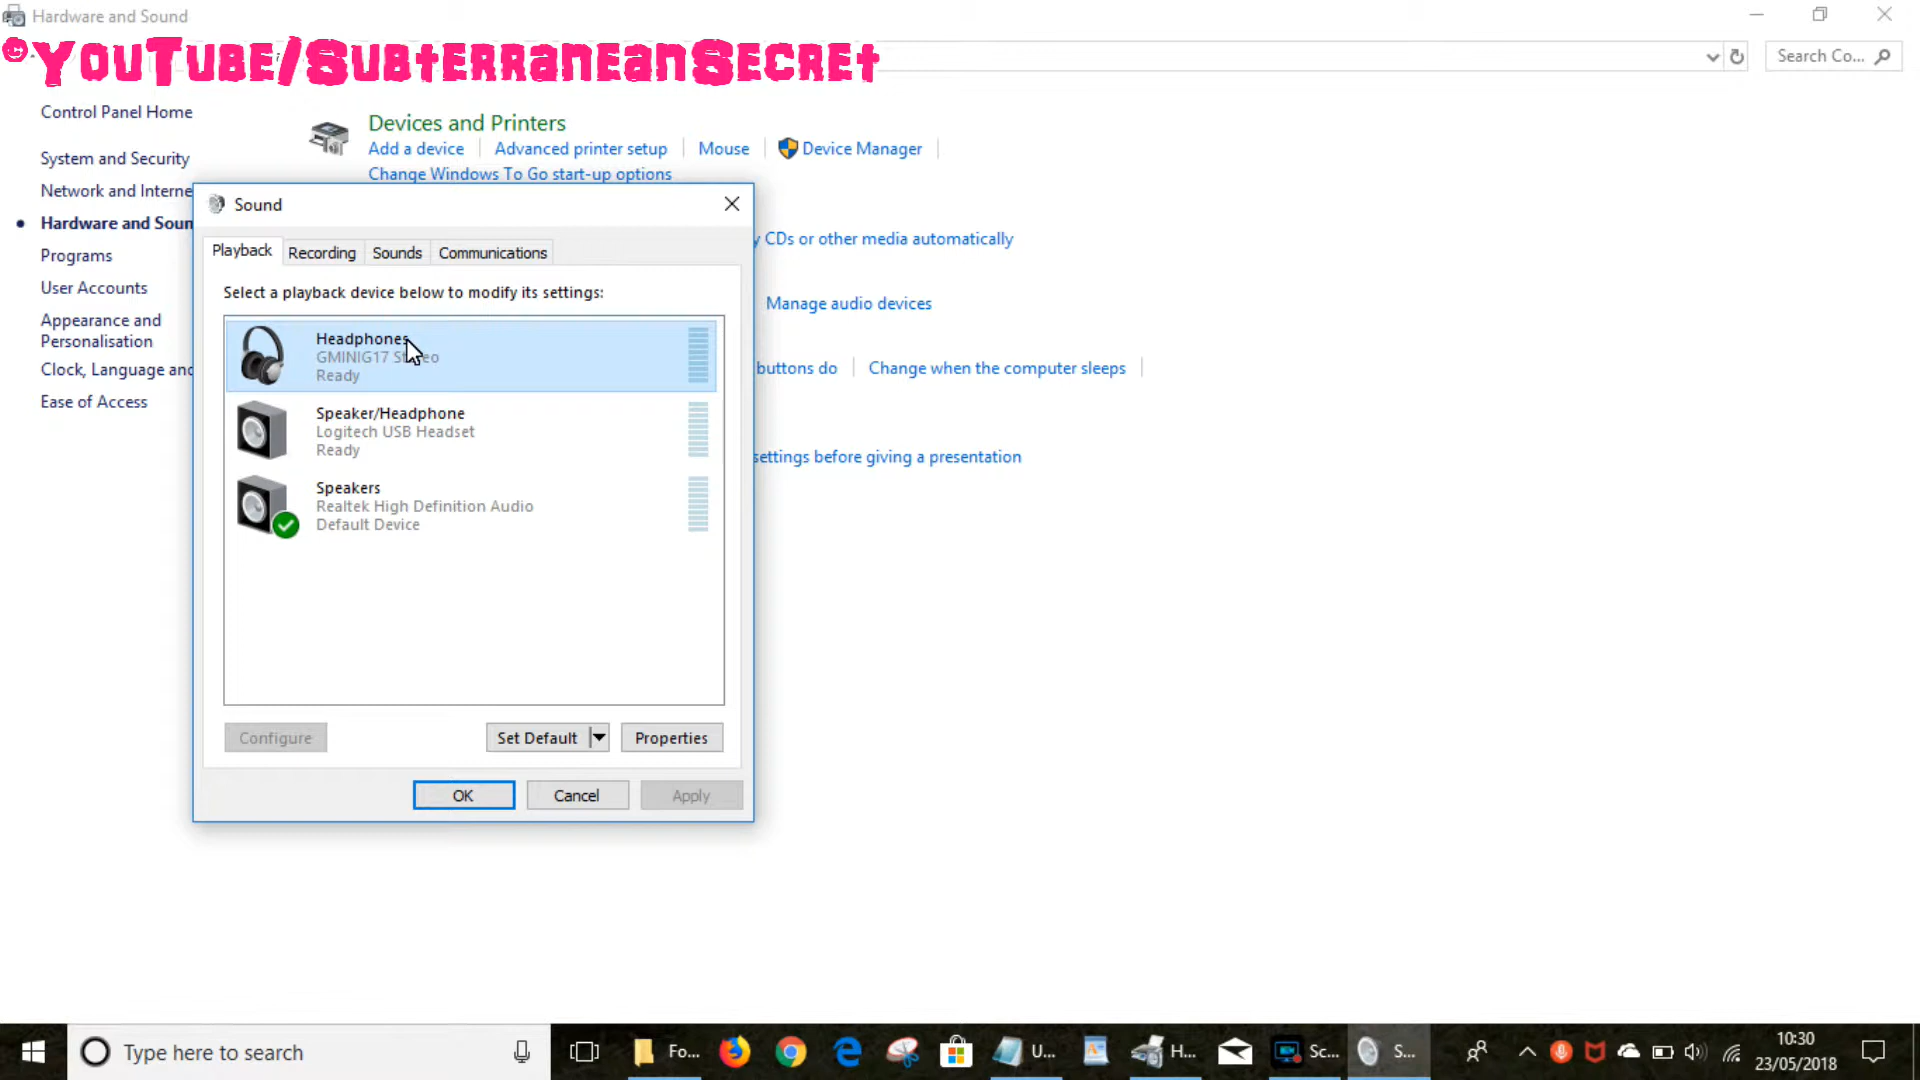 Hardware and Sound
©YouTube/SubterraneanSecret
Search Co...
Control Panel Home
System and Security
Network and Interne
Hardware and Soun
Programs
User Accounts
Appearance and
Personalisation
Clock, Language and
Ease of Access
Devices and Printers
Add a device
Advanced printer setup
Mouse
Device Manager
Change Windows To Go start-up options
CDs or other media automatically
Manage audio devices
buttons do
Change when the computer sleeps
settings before giving a presentation
Sound
Playback
Recording
Sounds
Communications
Select a playback device below to modify its settings:
Headphones
GMINIG17 Stereo
Ready
Speaker/Headphone
Logitech USB Headset
Ready
Speakers
Realtek High Definition Audio
Default Device
Configure
Set Default
Properties
OK
Cancel
Apply
Type here to search
Fo...
U...
H...
Sc...
S...
10:30
23/05/2018